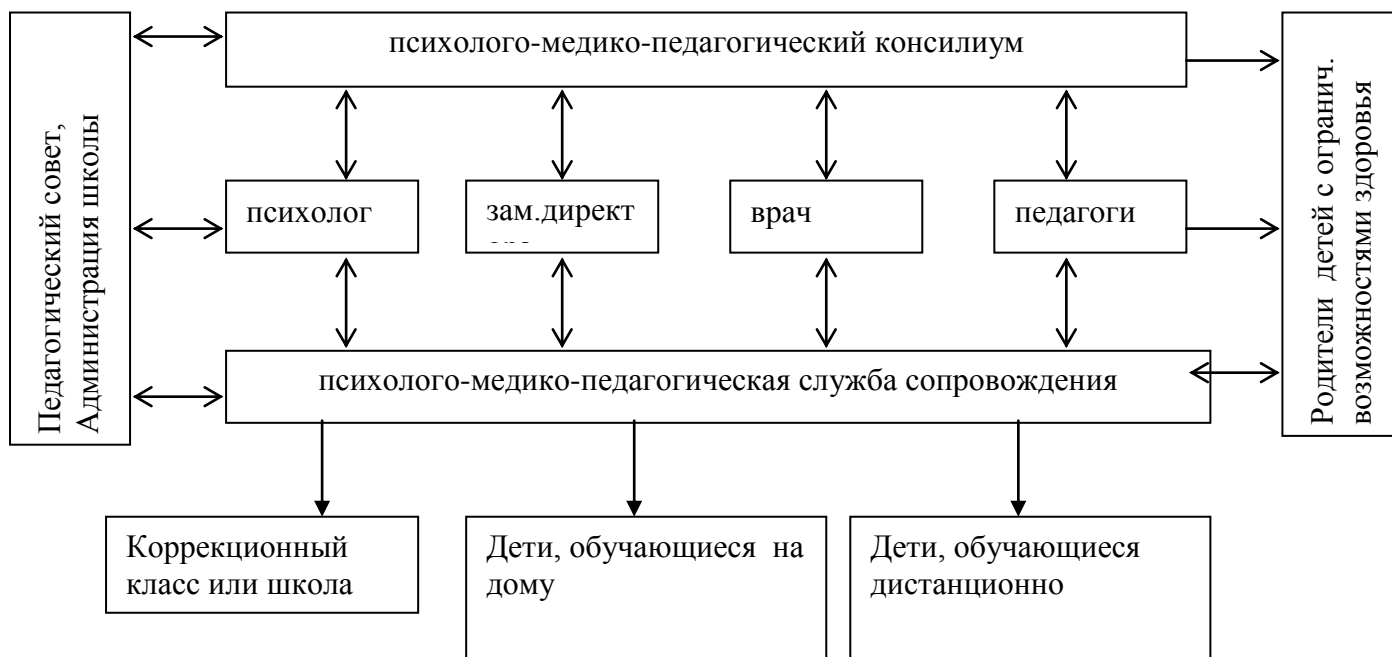 психолого-медико-педагогический консилиум
Педагогический совет,
Администрация школы
Родители детей с огранич.
возможностями здоровья
психолог
зам.директ
врач
педагоги
психолого-медико-педагогическая служба сопровождения
Коррекционный
класс или школа
Дети, обучающиеся на
дому
Дети, обучающиеся
дистанционно